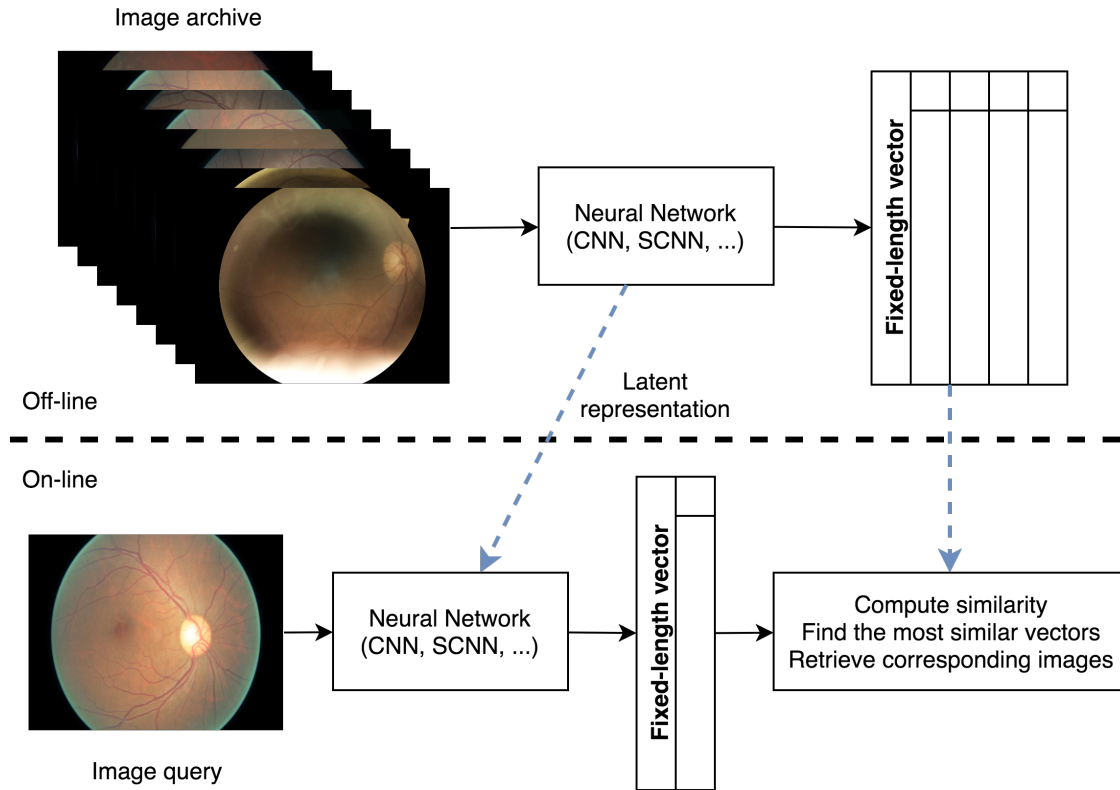 Image archive
Neural Network
(CNN, SCNN, ...)
Fixed-length vector
Latent
representation
Off-line
On-line
Neural Network
(CNN, SCNN, ...)
Fixed-length vector
Compute similarity
Find the most similar vectors
Retrieve corresponding images
Image query